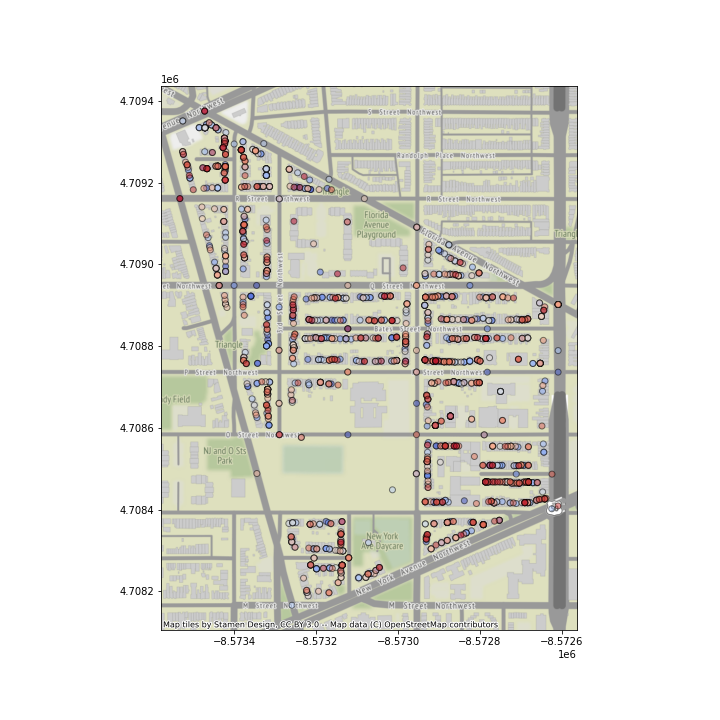 1e6
4.7094
4.7092
4.7090
4.7088
4.7086
4.7084
4.7082
S Street Northwest
Randolph Place Northwest
Triangle
R Street Northwest
R Street Northwest
Florida
Avenue
Playground
Florida Avenue Northwest
Triang
et Northwest
Q Street Northwest
Bates Street Northwest
Triangle
P Street Northwest
Street Northwest
dy Field
O Street Northwest
NJ and O Sts
Park
New York
Ave Daycare
New York Avenue Northwest
M Street Northwest
M Street Northwest
Map tiles by Stamen Design, CC BY 3.0 -- Map data (C) OpenStreetMap contributors
−8.5734
−8.5732
−8.5730
−8.5728
−8.5726
1e6